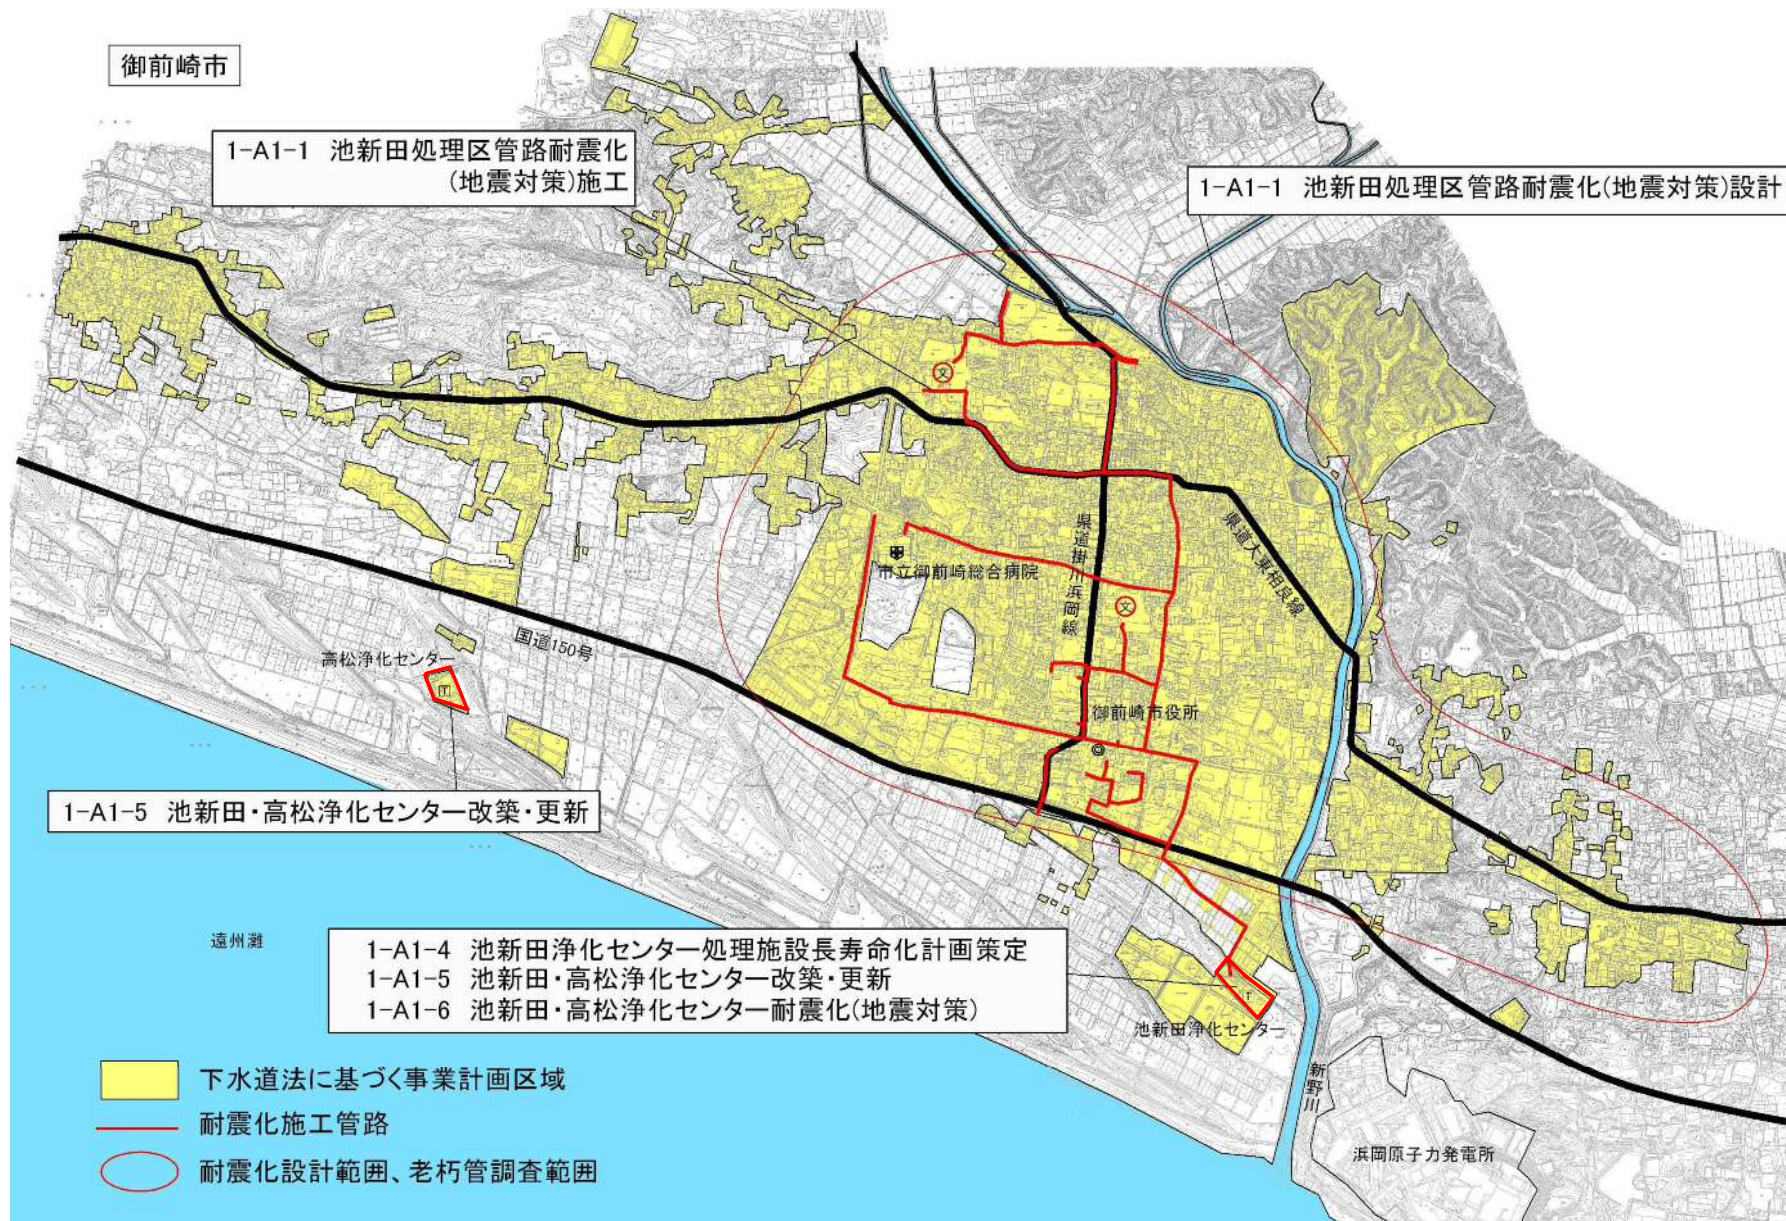 御前崎市
1-A1-1 池新田処理区管路耐震化
(地震対策)施工
1-A1-1 池新田処理区管路耐震化(地震対策)設計
文
県道掛川浜岡線
県道大東相良線
市立御前崎総合病院
文
国道150号
高松浄化センター
T
御前崎市役所
1-A1-5 池新田・高松浄化センター改築・更新
遠州灘
1-A1-4 池新田浄化センター処理施設長寿命化計画策定
1-A1-5 池新田・高松浄化センター改築・更新
1-A1-6 池新田・高松浄化センター耐震化(地震対策)
T
池新田浄化センター
新野川
浜岡原子力発電所
下水道法に基づく事業計画区域
耐震化施工管路
耐震化設計範囲、老朽管調査範囲